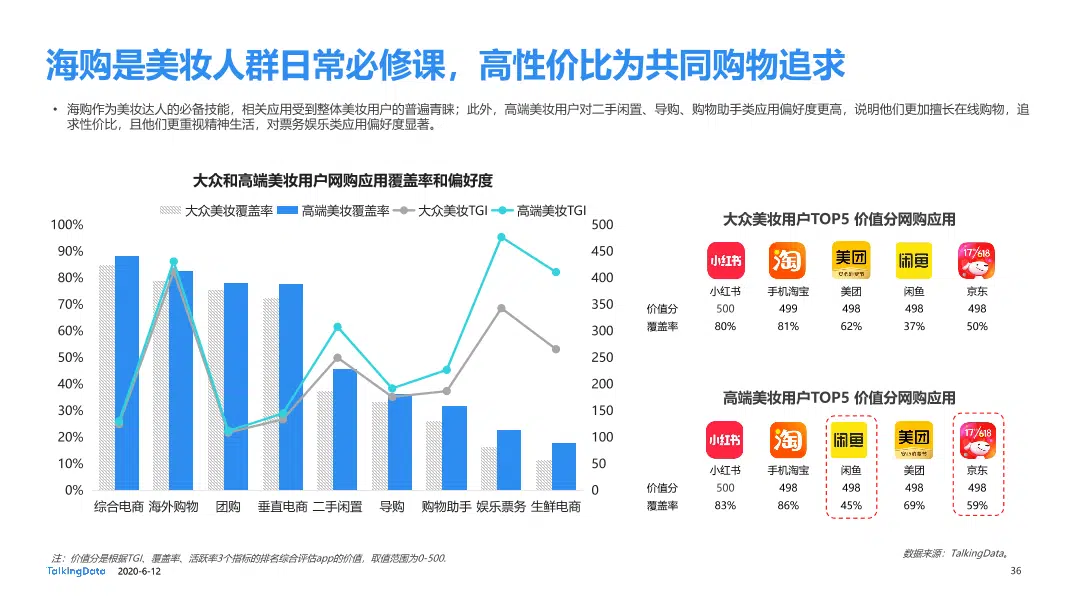 海购是美妆人群日常必修课，高性价比为共同购物追求
• 海购作为美妆达人的必备技能，相关应用受到整体美妆用户的普遍青睐；此外，高端美妆用户对二手闲置、导购、购物助手类应用偏好度更高，说明他们更加擅长在线购物，追
求性价比，且他们更重视精神生活，对票务娱乐类应用偏好度显著。
大众和高端美妆用户网购应用覆盖率和偏好度
大众美妆覆盖率 高端美妆覆盖率 大众美妆TGI 高端美妆TGI
100% 500
90% 450
80% 400
70% 350
60% 300
50% 250
40% 200
30% 150
20% 100
10% 50
0% 0
综合电商 海外购物 团购 垂直电商 二手闲置 导购 购物助手 娱乐票务 生鲜电商
大众美妆用户TOP5 价值分网购应用
小红书 淘 美团 闲鱼 17/618
小红书 手机淘宝 美团 闲鱼 京东
价值分 500 499 498 498 498
覆盖率 80% 81% 62% 37% 50%
高端美妆用户TOP5 价值分网购应用
小红书 淘 闲鱼 美团 17/618
小红书 手机淘宝 闲鱼 美团 京东
价值分 500 498 498 498 498
覆盖率 83% 86% 45% 69% 59%
注：价值分是根据TGI、覆盖率、活跃率3个指标的排名综合评估app的价值，取值范围为0-500.
数据来源：TalkingData。
TalkingData 2020-6-12
36